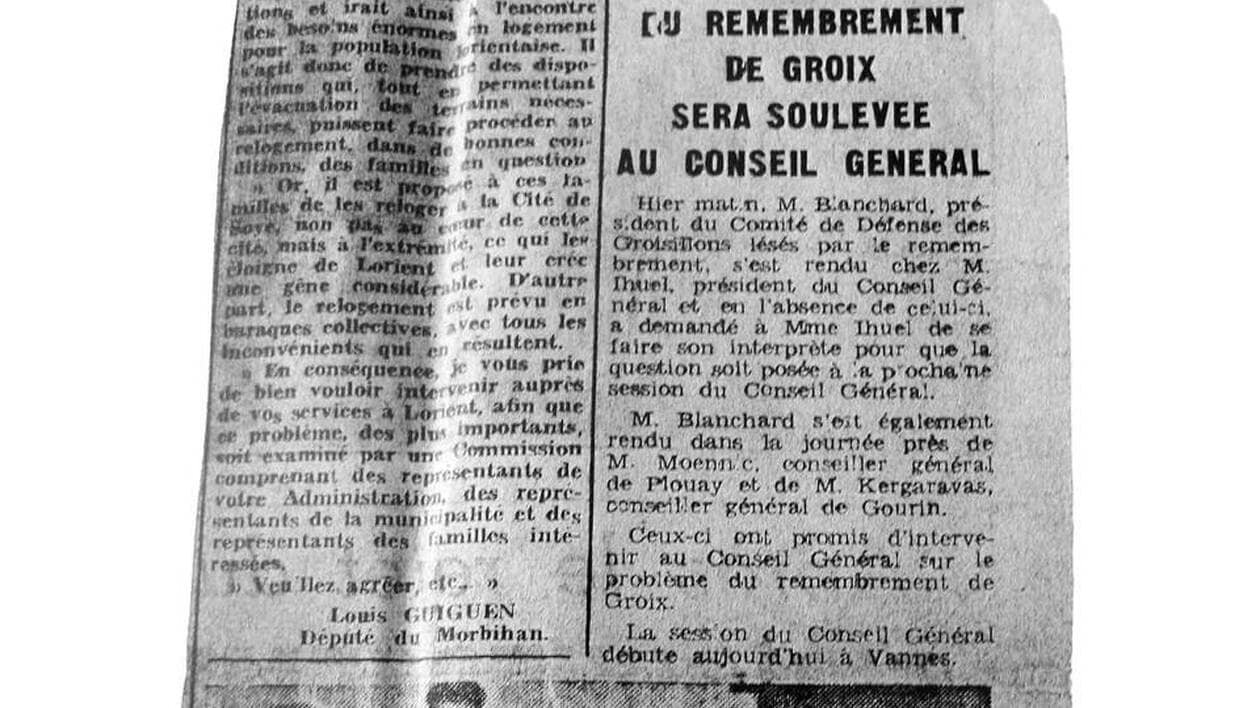 tions et irait ainsi à l'encontre
des besoins énormes en logement
pour la population lorientaise. Il
s'agit donc de prendre des dispo-
sitions qui, tout en permettant
l'évacuation des terrains néces-
saires, puissent faire procéder au
relogement, dans de bonnes con-
ditions, des familles en question
» Or, il est proposé à ces fa-
milles de les reloger à la Cité de
Soye, non pas au cœur de cette
cité, mais à l'extrémité, ce qui les
éloigne de Lorient et leur crée
une gêne considérable. D'autre
part, le relogement est prévu en
baraques collectives, avec tous les
inconvénients qui en résultent.
» En conséquence, je vous prie
de bien vouloir intervenir auprès
de vos services à Lorient, afin que
ce problème, des plus importants,
soit examiné par une Commission
comprenant des représentants de
votre Administration, des repré-
sentants de la municipalité et des
représentants des familles inté-
ressées.
» Veuillez agréer, etc... »
Louis GUIGUEN
Député du Morbihan.
DU REMEMBREMENT
DE GROIX
SERA SOULEVEE
AU CONSEIL GENERAL
Hier matin, M. Blanchard, pré-
sident du Comité de Défense des
Groisillons lésés par le remem-
brement, s'est rendu chez M.
Ihuel, président du Conseil Gé-
néral et en l'absence de celui-ci,
a demandé à Mme Ihuel de se
faire son interprète pour que la
question soit posée à la prochaine
session du Conseil Général.
M. Blanchard s'est également
rendu dans la journée près de
M. Moennic, conseiller général
de Plouay et de M. Kergaravas,
conseiller général de Gourin.
Ceux-ci ont promis d'interve-
nir au Conseil Général sur le
problème du remembrement de
Groix.
La session du Conseil Général
débute aujourd'hui à Vannes.